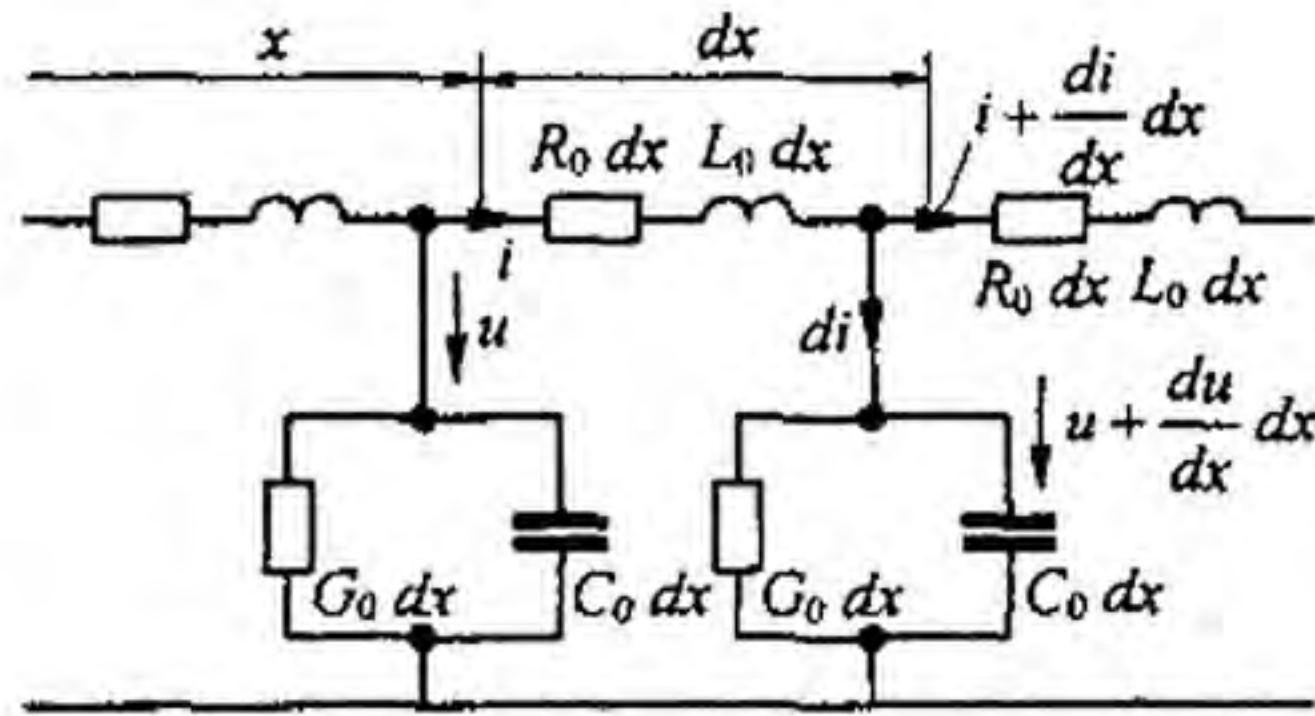 x
dx
i + di/dx dx
R₀ dx L₀ dx
i
R₀ dx L₀ dx
u
di
u + du/dx dx
G₀ dx
C₀ dx
G₀ dx
C₀ dx